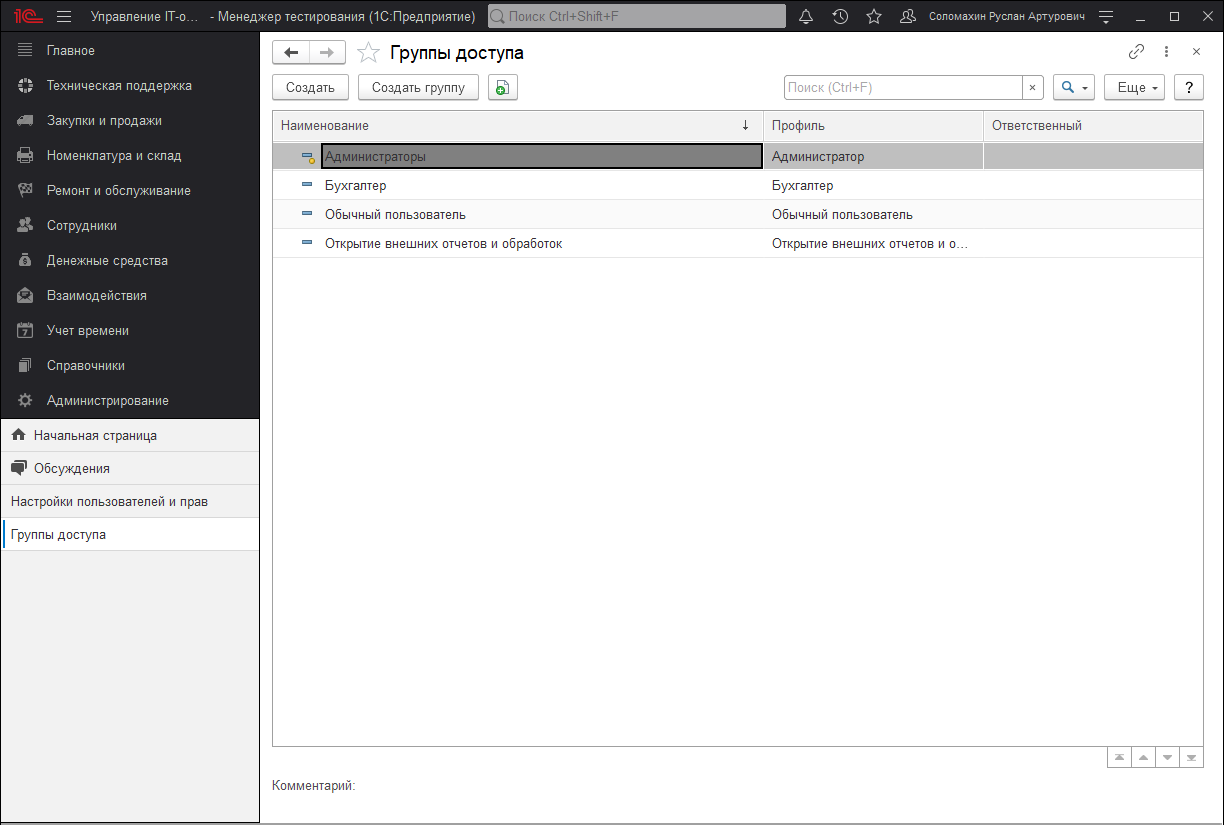 1С Управление IT-о... - Менеджер тестирования (1С:Предприятие) Поиск Ctrl+Shift+F Соломахин Руслан Артурович
Главное
Техническая поддержка
Закупки и продажи
Номенклатура и склад
Ремонт и обслуживание
Сотрудники
Денежные средства
Взаимодействия
Учет времени
Справочники
Администрирование
Начальная страница
Обсуждения
Настройки пользователей и прав
Группы доступа
Группы доступа
Создать Создать группу Поиск (Ctrl+F) × Еще ?
Наименование ↓ Профиль Ответственный
Администраторы Администратор
Бухгалтер Бухгалтер
Обычный пользователь Обычный пользователь
Открытие внешних отчетов и обработок Открытие внешних отчетов и о...
Комментарий: